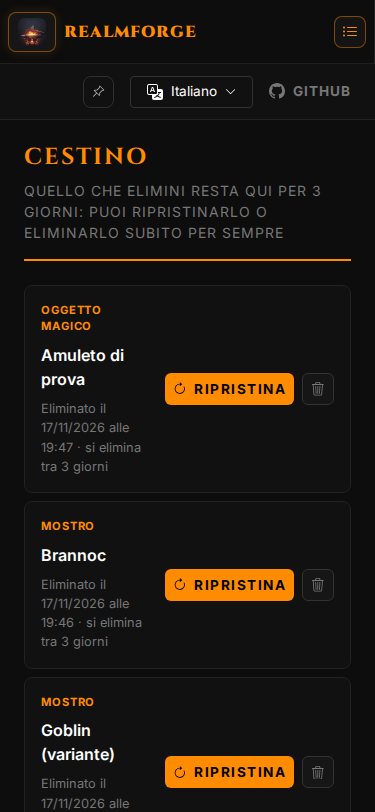 REALMFORGE
Italiano
GITHUB
CESTINO
QUELLO CHE ELIMINI RESTA QUI PER 3
GIORNI: PUOI RIPRISTINARLO O
ELIMINARLO SUBITO PER SEMPRE
OGGETTO
MAGICO
Amuleto di
prova
Eliminato il
17/11/2026 alle
19:47 · si elimina
tra 3 giorni
RIPRISTINA
MOSTRO
Brannoc
Eliminato il
17/11/2026 alle
19:46 · si elimina
tra 3 giorni
RIPRISTINA
MOSTRO
Goblin
(variante)
Eliminato il
17/11/2026 alle
RIPRISTINA